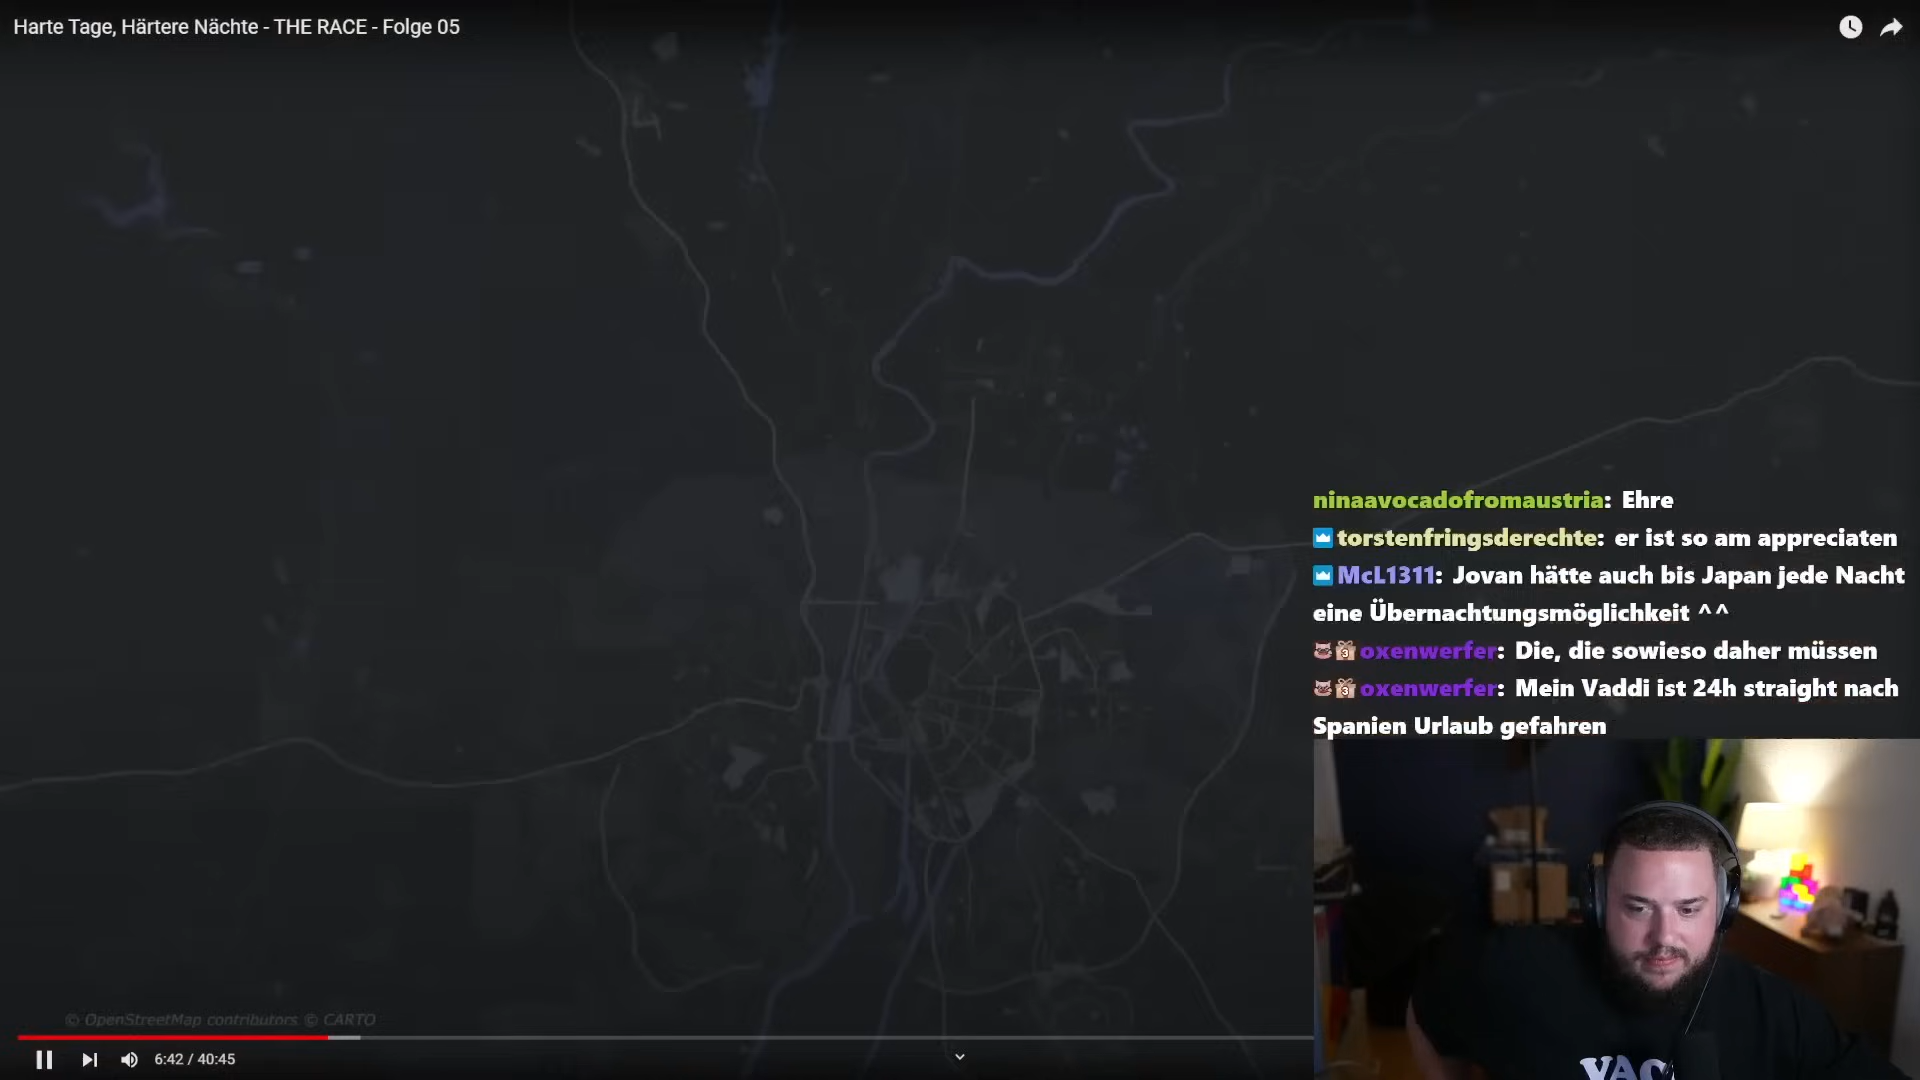 Harte Tage, Härtere Nächte - THE RACE - Folge 05
ninaavocadofromaustria: Ehre
torstenfringsderechte: er ist so am appreciaten
McL1311: Jovan hätte auch bis Japan jede Nacht
eine Übernachtungsmöglichkeit ^^
3 oxenwerfer: Die, die sowieso daher müssen
3 oxenwerfer: Mein Vaddi ist 24h straight nach
Spanien Urlaub gefahren
© OpenStreetMap contributors © CARTO
6:42 / 40:45